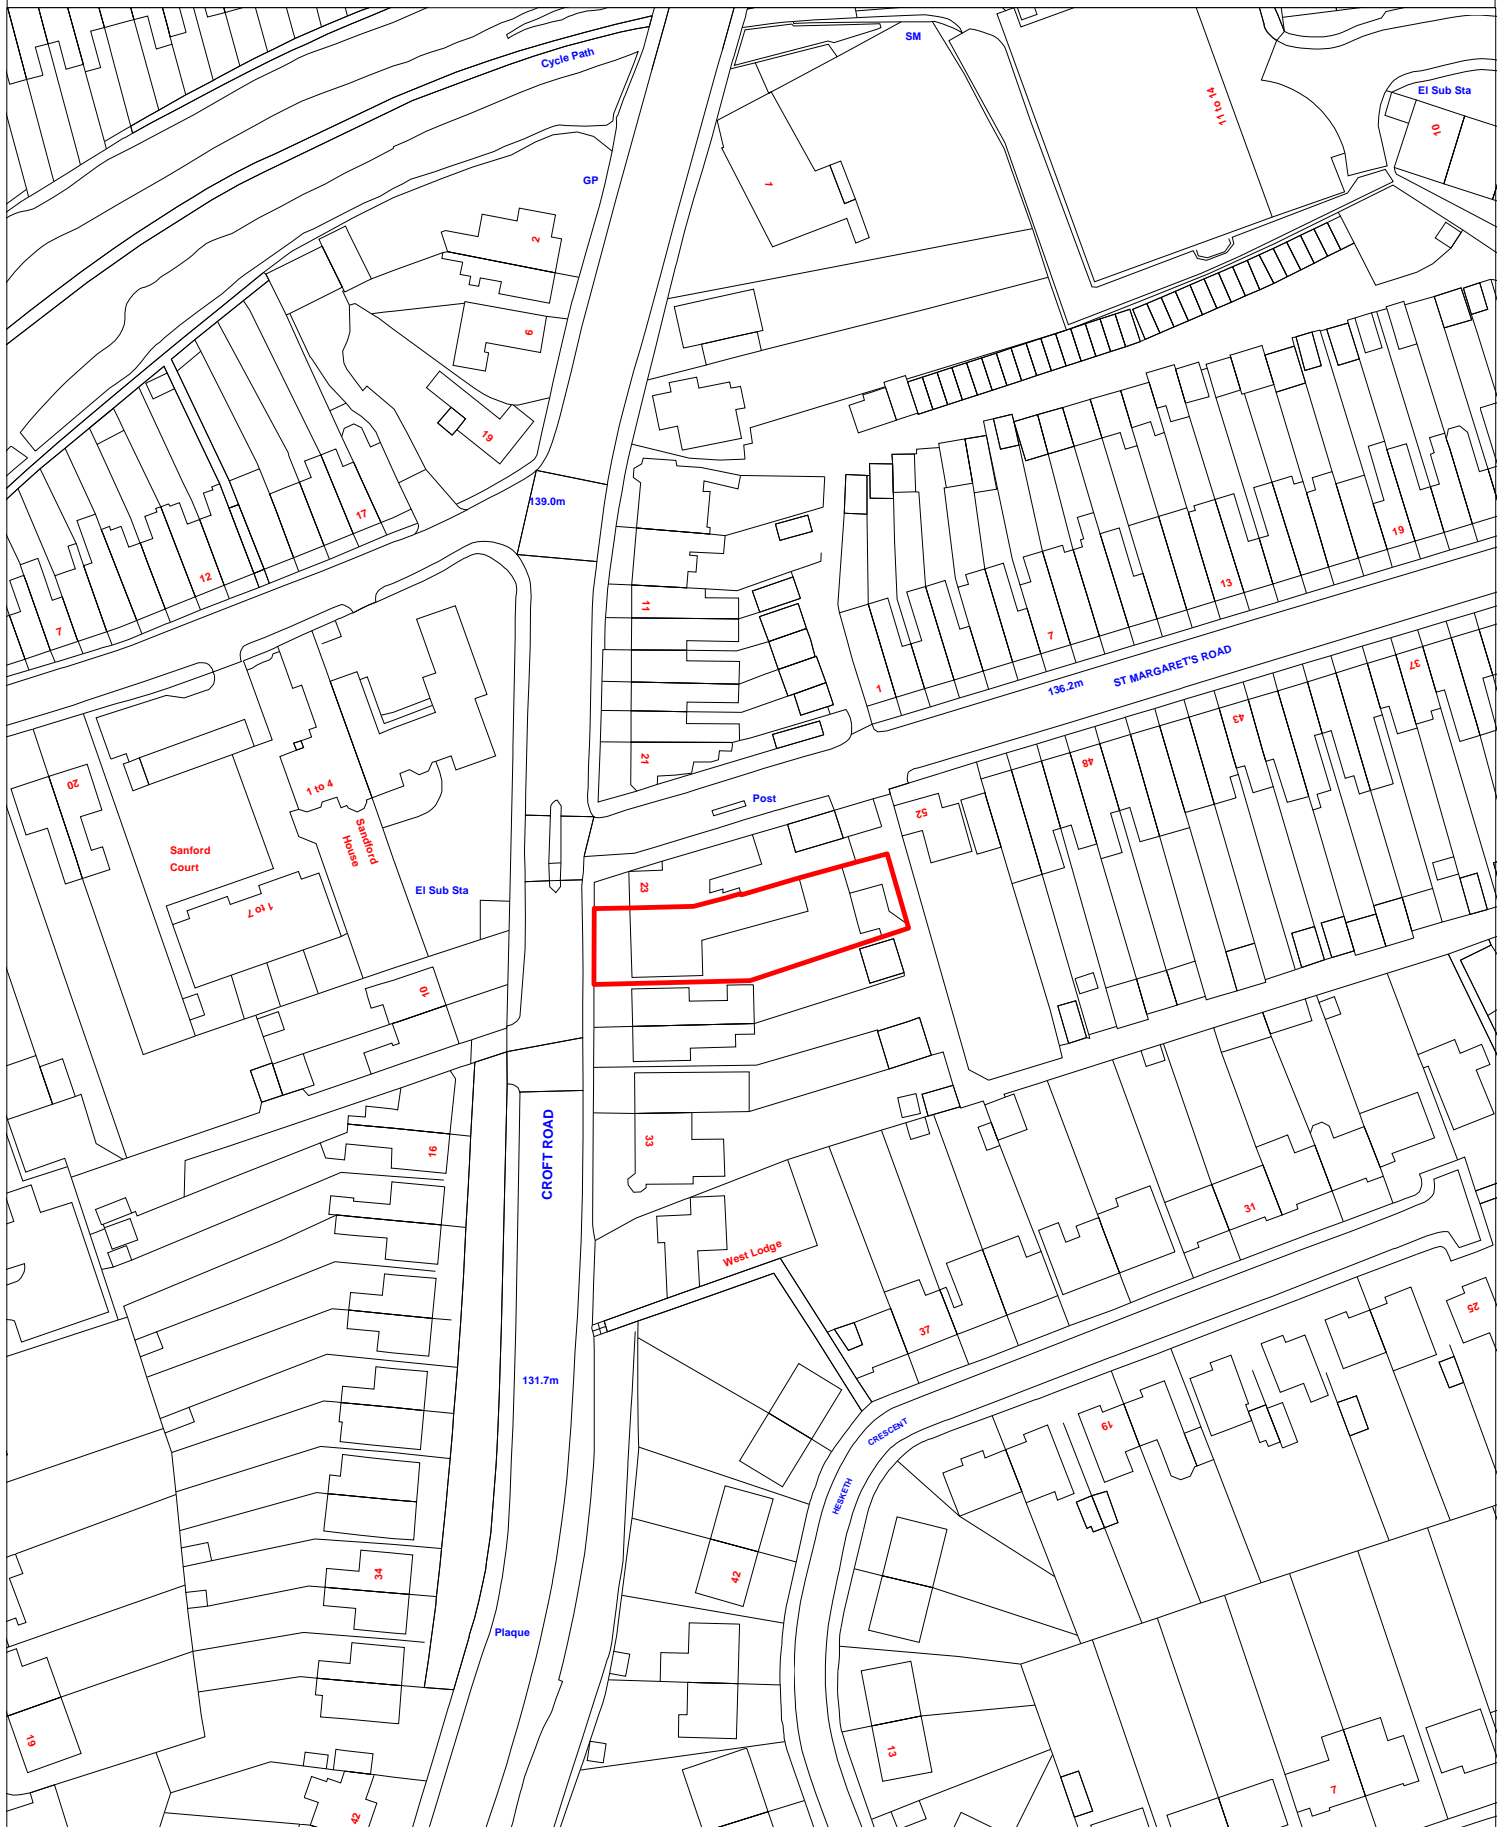 SM
Cycle Path
El Sub Sta
11 to 14
10
GP
1
2
6
19
139.0m
17
12
7
11
19
13
7
1
ST MARGARET'S ROAD
136.2m
37
43
48
21
20
1 to 4
Post
52
Sandford
House
Sanford
Court
23
El Sub Sta
1 to 7
10
CROFT ROAD
33
16
31
West Lodge
37
25
131.7m
CRESCENT
19
HESKETH
42
34
Plaque
19
13
7
42